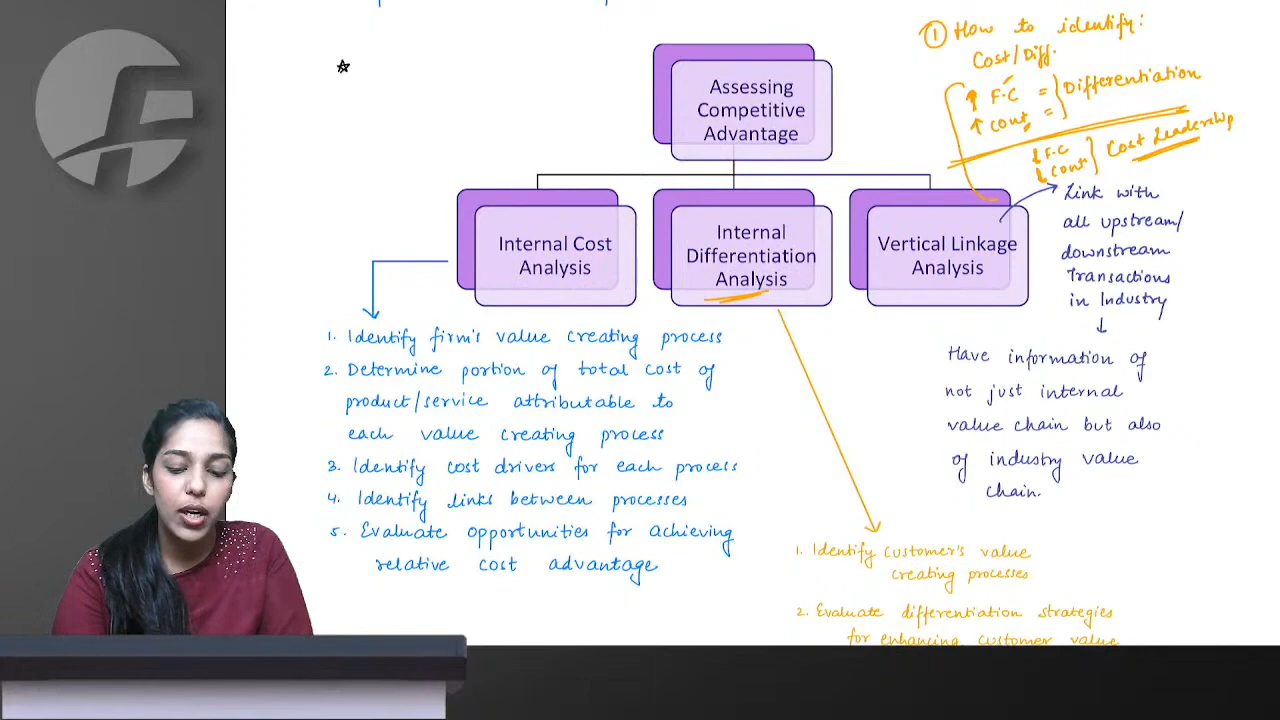 ① How to identify:
Cost/Diff.
↑ F.C = } Differentiation
↑ Cont = }
↓ F.C } Cost Leadership
↓ Cont
Assessing
Competitive
Advantage
Internal Cost
Analysis
Internal
Differentiation
Analysis
Vertical Linkage
Analysis
Link with
all upstream/
downstream
Transactions
in Industry
↓
Have information of
not just internal
value chain but also
of industry value
chain.
1. Identify firm's value creating process
2. Determine portion of total cost of
product/service attributable to
each value creating process
3. Identify cost drivers for each process
4. Identify links between processes
5. Evaluate opportunities for achieving
relative cost advantage
1. Identify customer's value
creating processes
2. Evaluate differentiation strategies
for enhancing customer value